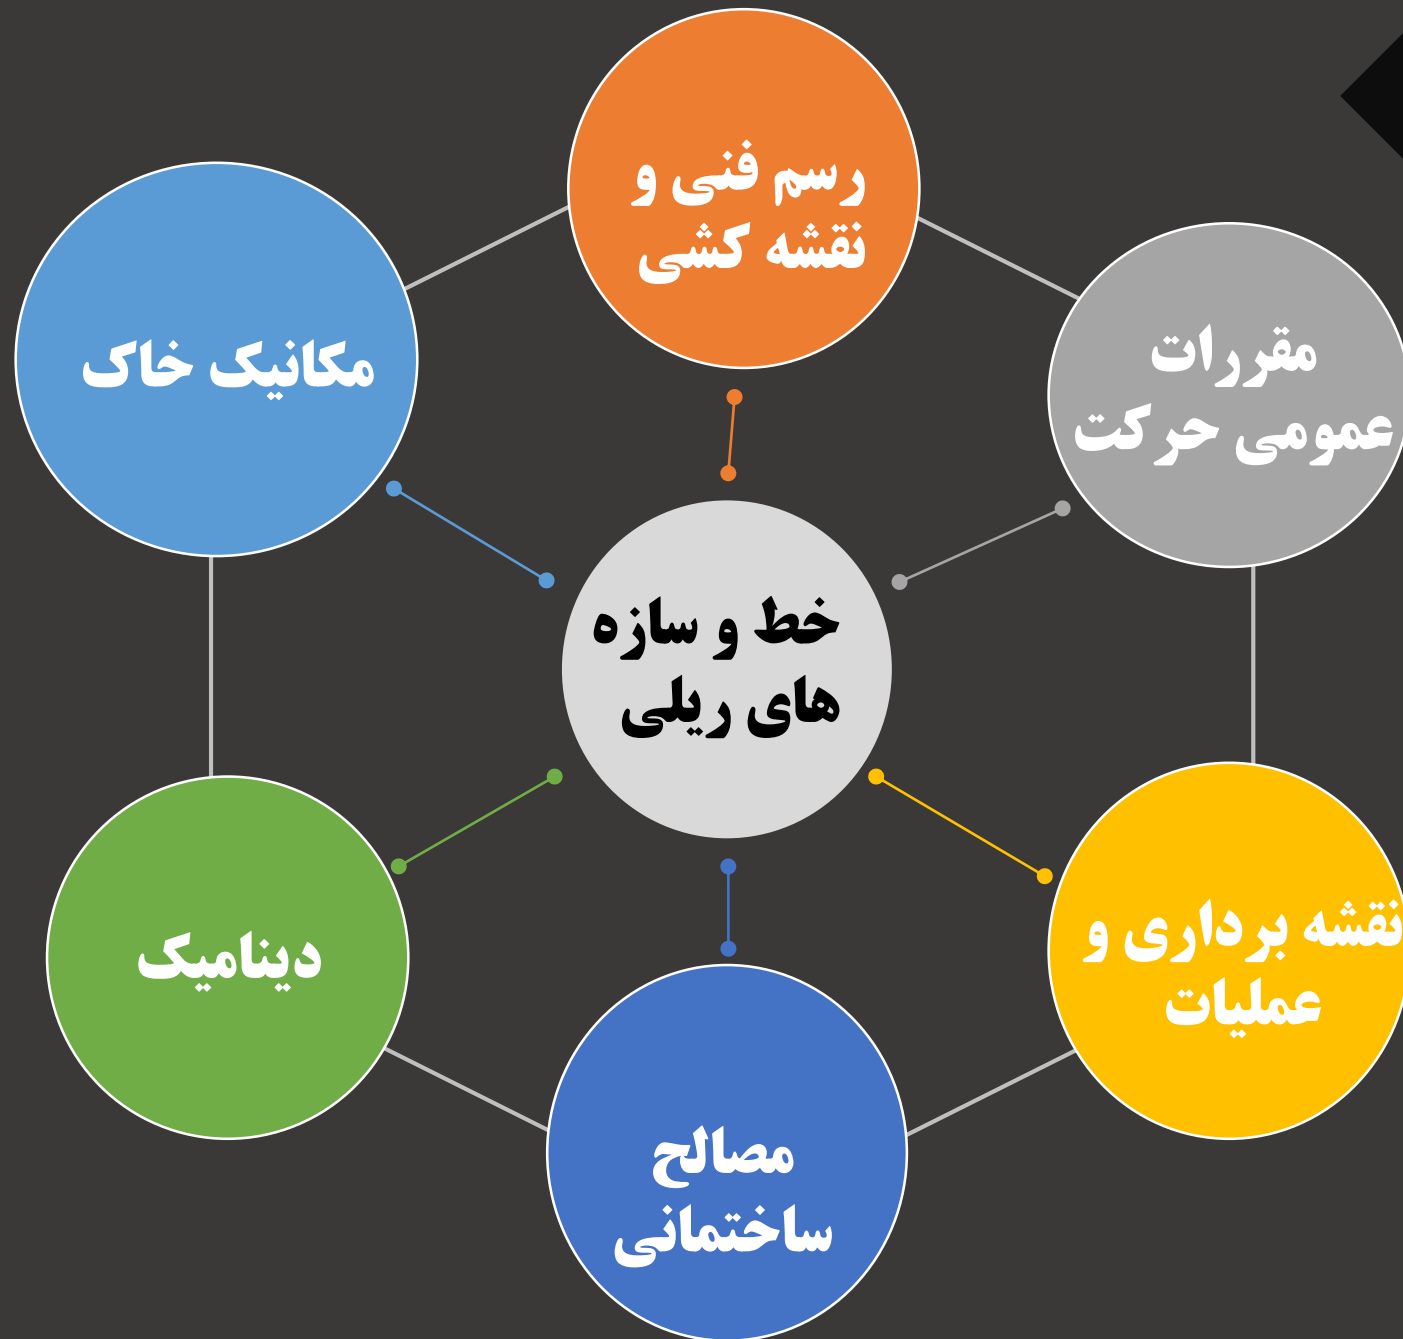 رسم فنی و
نقشه کشی
مقررات
عمومی حرکت
مکانیک خاک
خط و سازه
های ریلی
نقشه برداری و
عملیات
دینامیک
مصالح
ساختمانی